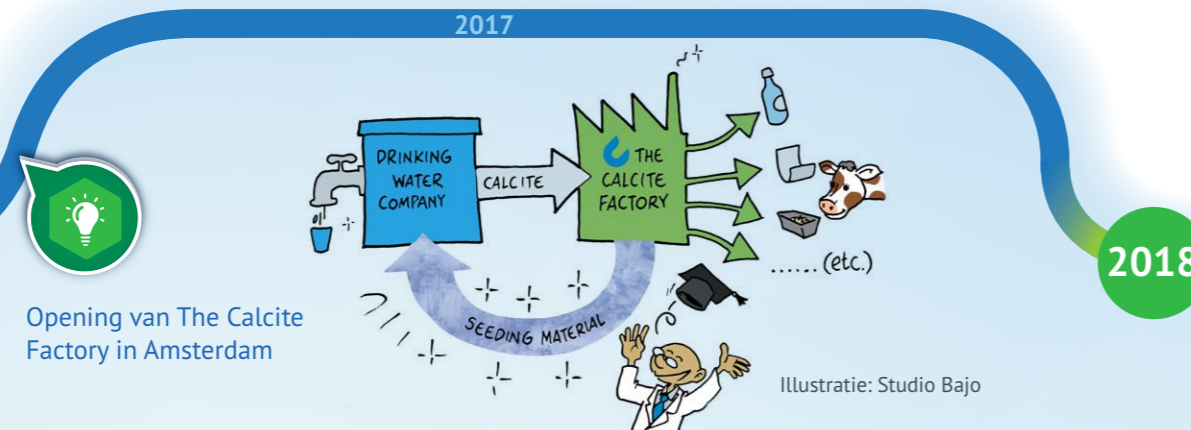 2017
DRINKING
WATER
COMPANY
CALCITE
THE
CALCITE
FACTORY
...... (etc.)
SEEDING MATERIAL
2018
Opening van The Calcite
Factory in Amsterdam
Illustratie: Studio Bajo